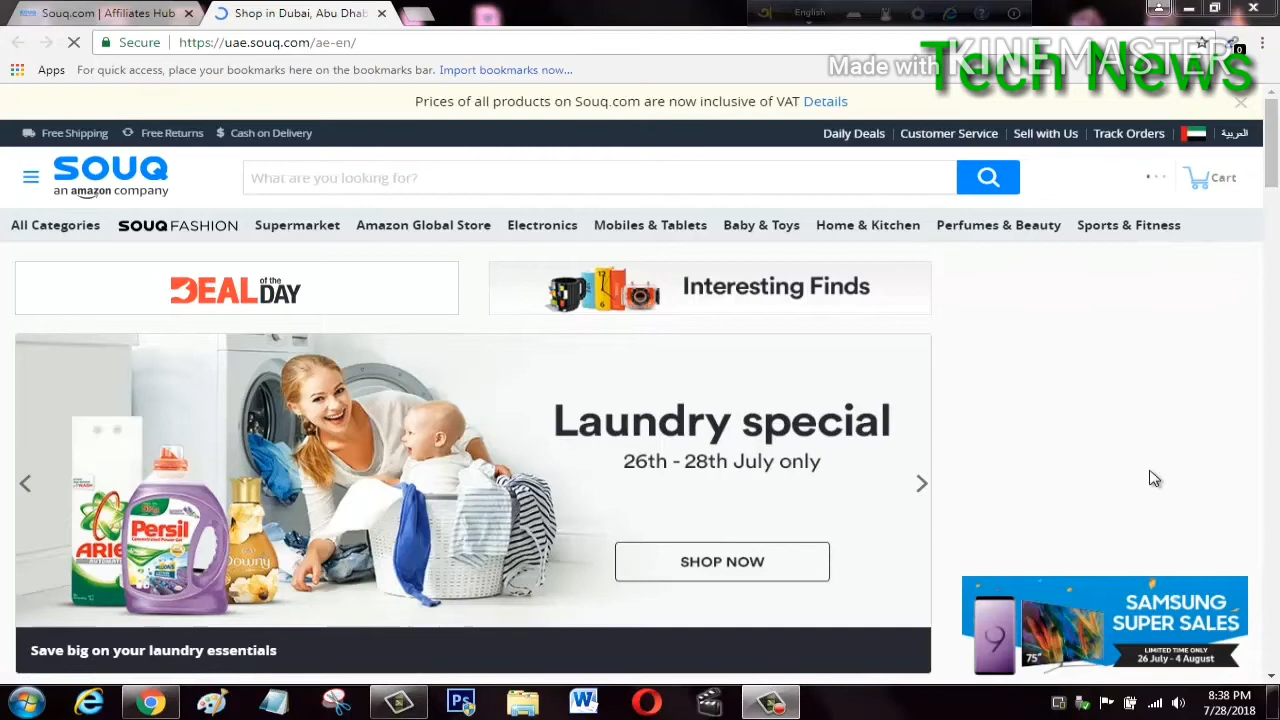 Souq.com | Affiliates Hub
Shop in Dubai, Abu Dhab
English
Secure https://uae.souq.com/ae-en/
Made with KINEMASTER
Tech News
Apps For quick access, place your bookmarks here on the bookmarks bar. Import bookmarks now...
Prices of all products on Souq.com are now inclusive of VAT Details
Free Shipping Free Returns Cash on Delivery Daily Deals Customer Service Sell with Us Track Orders العربية
SOUQ
an amazon company
What are you looking for?
Cart
All Categories SOUQ FASHION Supermarket Amazon Global Store Electronics Mobiles & Tablets Baby & Toys Home & Kitchen Perfumes & Beauty Sports & Fitness
DEAL of the DAY
Interesting Finds
Laundry special
26th - 28th July only
SHOP NOW
Persil
Downy
Save big on your laundry essentials
SAMSUNG
SUPER SALES
LIMITED TIME ONLY
26 July - 4 August
9
75"
8:38 PM
7/28/2018